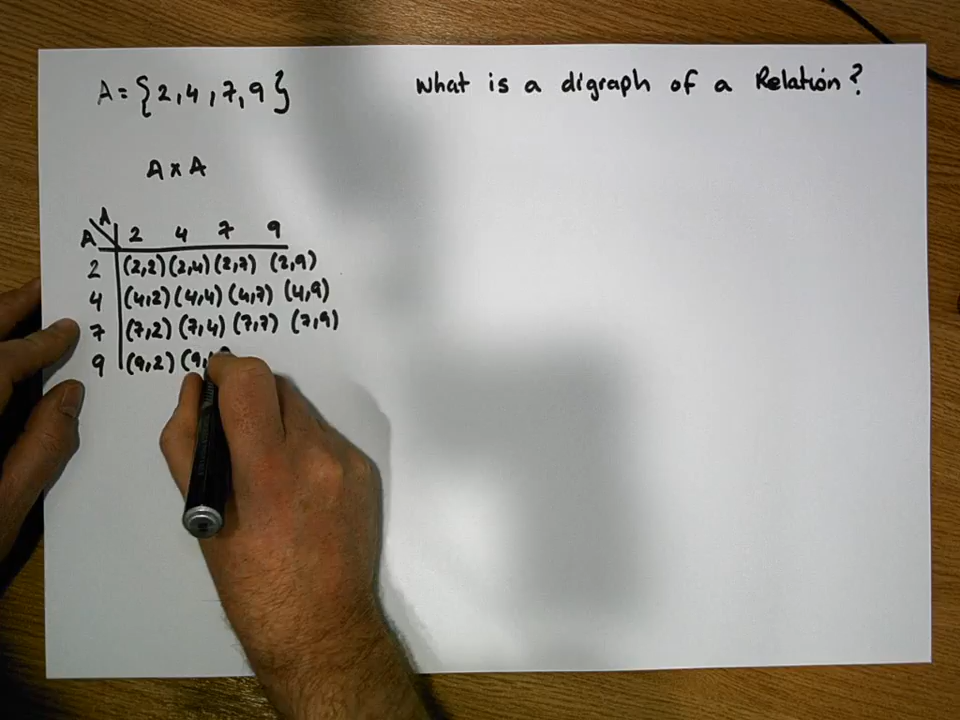 A = {2,4,7,9}
What is a digraph of a Relation?
A x A
A
A 2 4 7 9
2 (2,2) (2,4) (2,7) (2,9)
4 (4,2) (4,4) (4,7) (4,9)
7 (7,2) (7,4) (7,7) (7,9)
9 (9,2) (9,